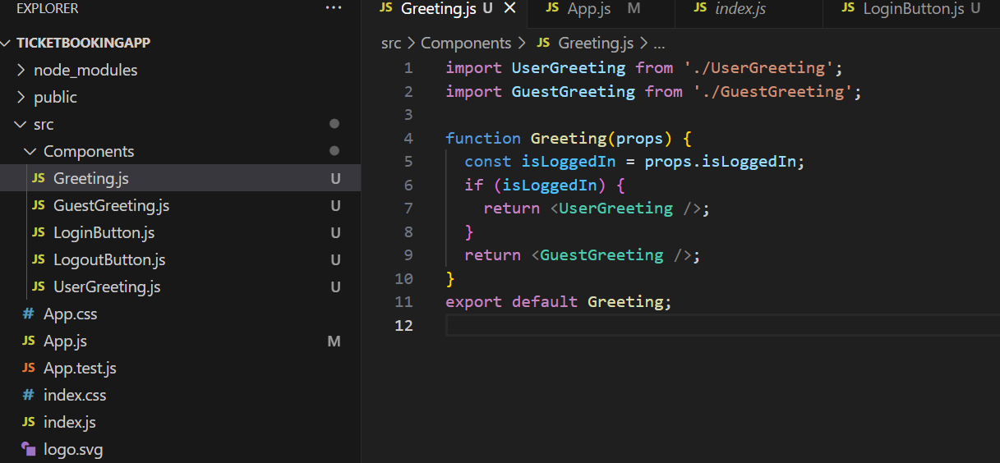 EXPLORER
...
TICKETBOOKINGAPP
node_modules
public
src
Components
JS Greeting.js U
JS GuestGreeting.js U
JS LoginButton.js U
JS LogoutButton.js U
JS UserGreeting.js U
# App.css
JS App.js M
JS App.test.js
# index.css
JS index.js
logo.svg
JS Greeting.js U
JS App.js M
JS index.js
JS LoginButton.js U
src > Components > JS Greeting.js > ...
1 import UserGreeting from './UserGreeting';
2 import GuestGreeting from './GuestGreeting';
3
4 function Greeting(props) {
5 const isLoggedIn = props.isLoggedIn;
6 if (isLoggedIn) {
7 return <UserGreeting />;
8 }
9 return <GuestGreeting />;
10 }
11 export default Greeting;
12